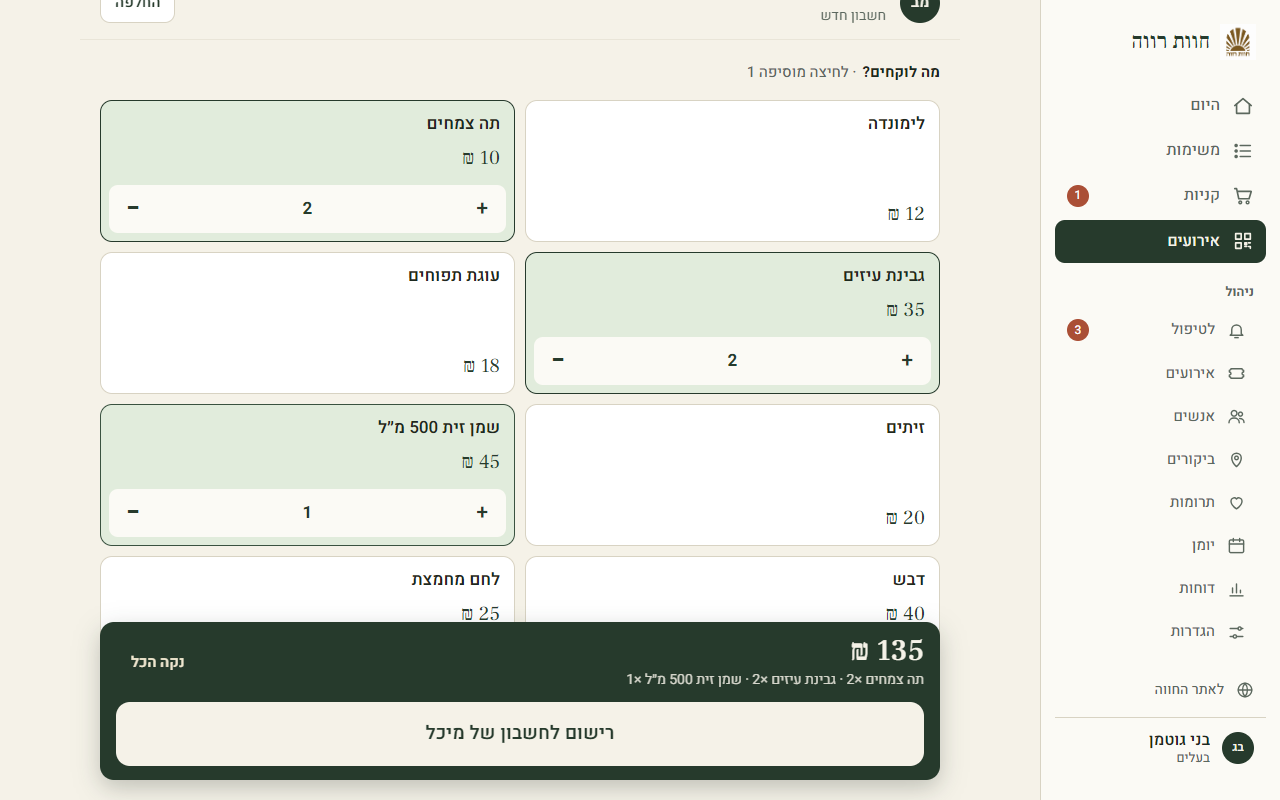 חוות רווה
היום
משימות
קניות 1
אירועים
ניהול
לטיפול 3
אירועים
אנשים
ביקורים
תרומות
יומן
דוחות
הגדרות
לאתר החווה
בג
בני גוטמן
בעלים
מב
חשבון חדש
החלפה
מה לוקחים? · לחיצה מוסיפה 1
לימונדה
12 ₪
תה צמחים
10 ₪
+ 2 −
גבינת עיזים
35 ₪
+ 2 −
עוגת תפוחים
18 ₪
זיתים
20 ₪
שמן זית 500 מ״ל
45 ₪
+ 1 −
דבש
40 ₪
לחם מחמצת
25 ₪
135 ₪
תה צמחים ×2 · גבינת עיזים ×2 · שמן זית 500 מ״ל ×1
נקה הכל
רישום לחשבון של מיכל